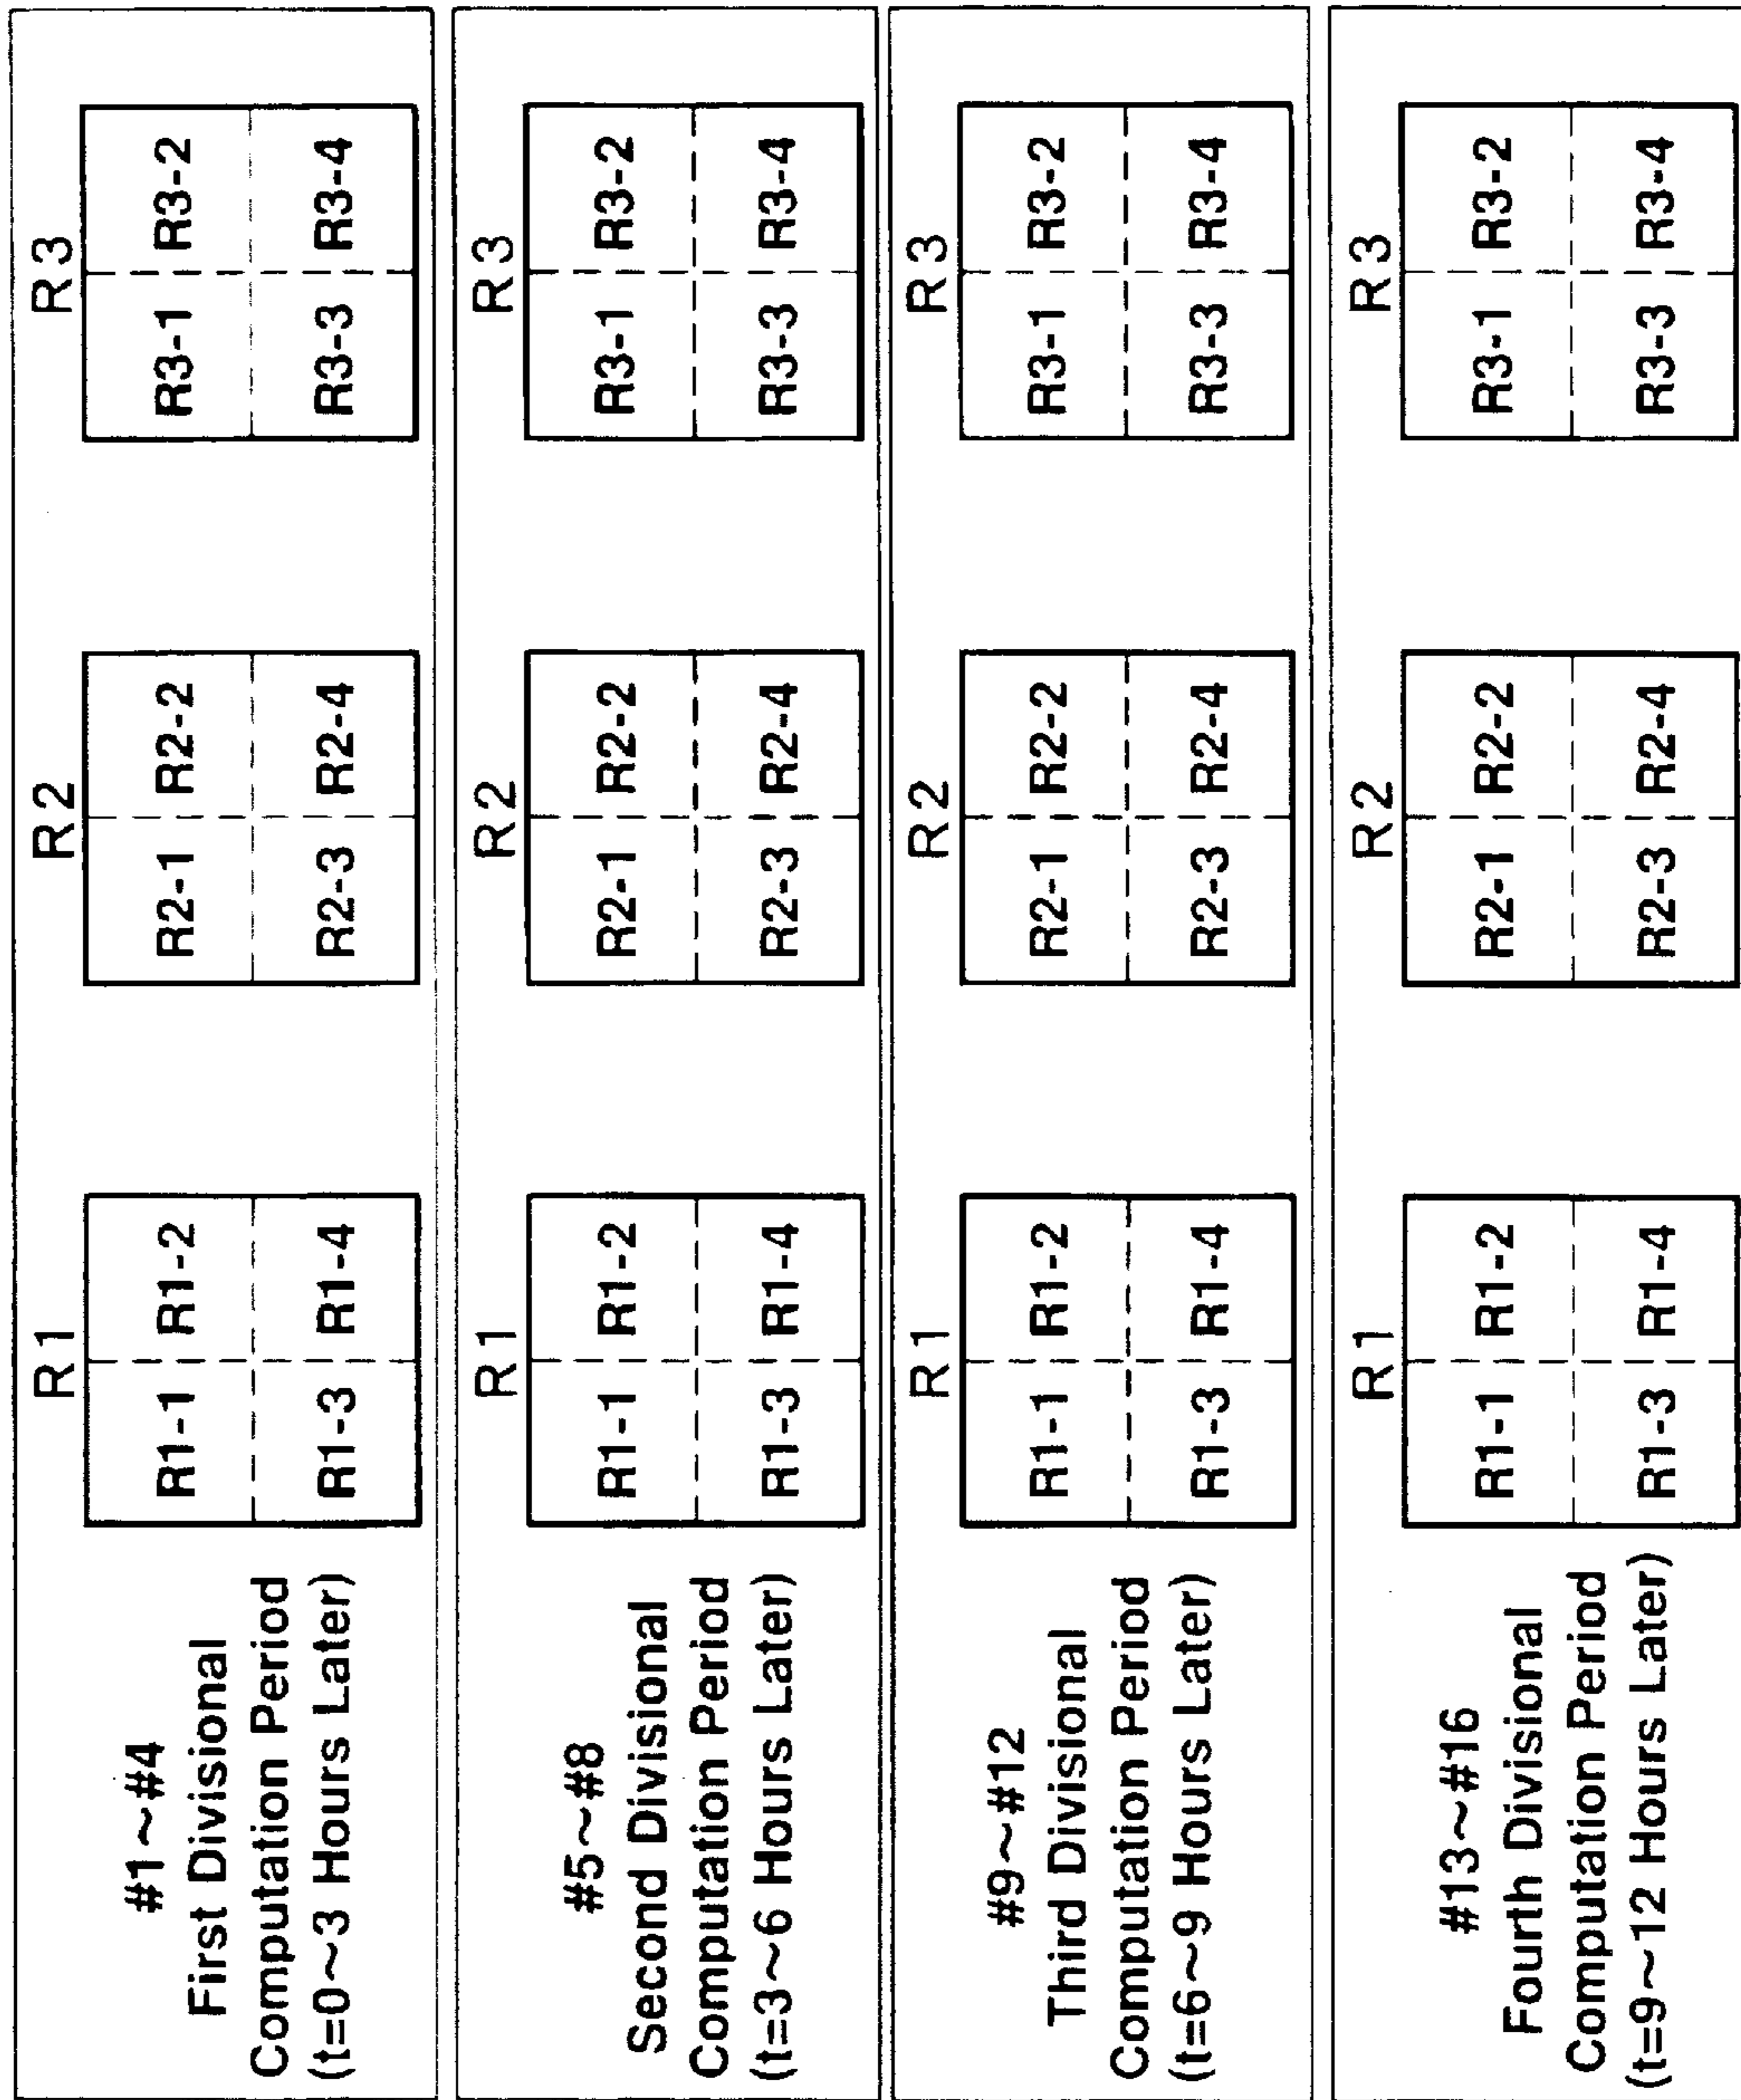 #1～#4
First Divisional
Computation Period
(t=0～3 Hours Later)
R1
R1-1 R1-2
R1-3 R1-4
R2
R2-1 R2-2
R2-3 R2-4
R3
R3-1 R3-2
R3-3 R3-4
#5～#8
Second Divisional
Computation Period
(t=3～6 Hours Later)
R1
R1-1 R1-2
R1-3 R1-4
R2
R2-1 R2-2
R2-3 R2-4
R3
R3-1 R3-2
R3-3 R3-4
#9～#12
Third Divisional
Computation Period
(t=6～9 Hours Later)
R1
R1-1 R1-2
R1-3 R1-4
R2
R2-1 R2-2
R2-3 R2-4
R3
R3-1 R3-2
R3-3 R3-4
#13～#16
Fourth Divisional
Computation Period
(t=9～12 Hours Later)
R1
R1-1 R1-2
R1-3 R1-4
R2
R2-1 R2-2
R2-3 R2-4
R3
R3-1 R3-2
R3-3 R3-4